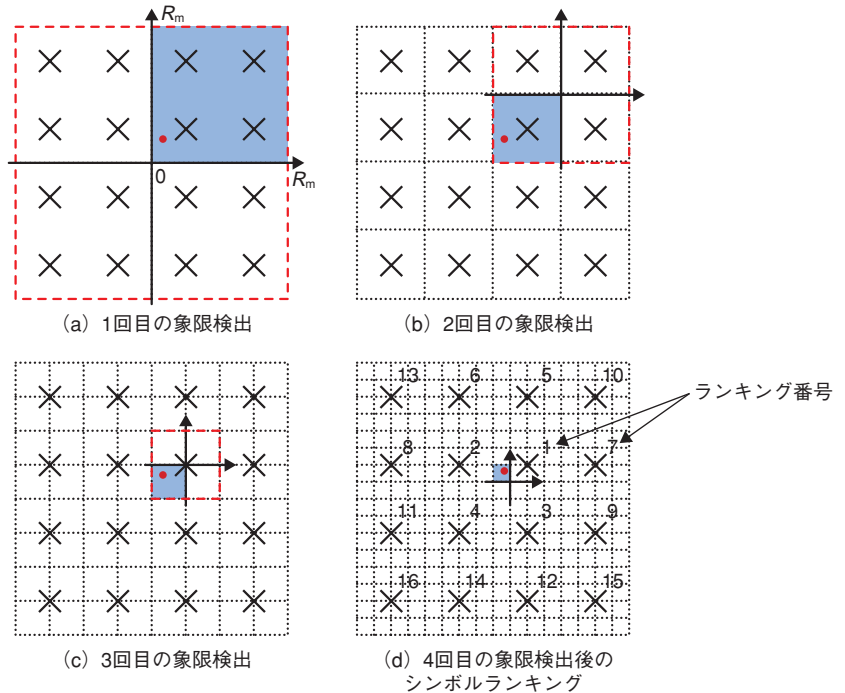 Rm
0
Rm
(a) 1回目の象限検出
(b) 2回目の象限検出
(c) 3回目の象限検出
13 6 5 10
8 2 1 7
11 4 3 9
16 14 12 15
ランキング番号
(d) 4回目の象限検出後の
シンボルランキング